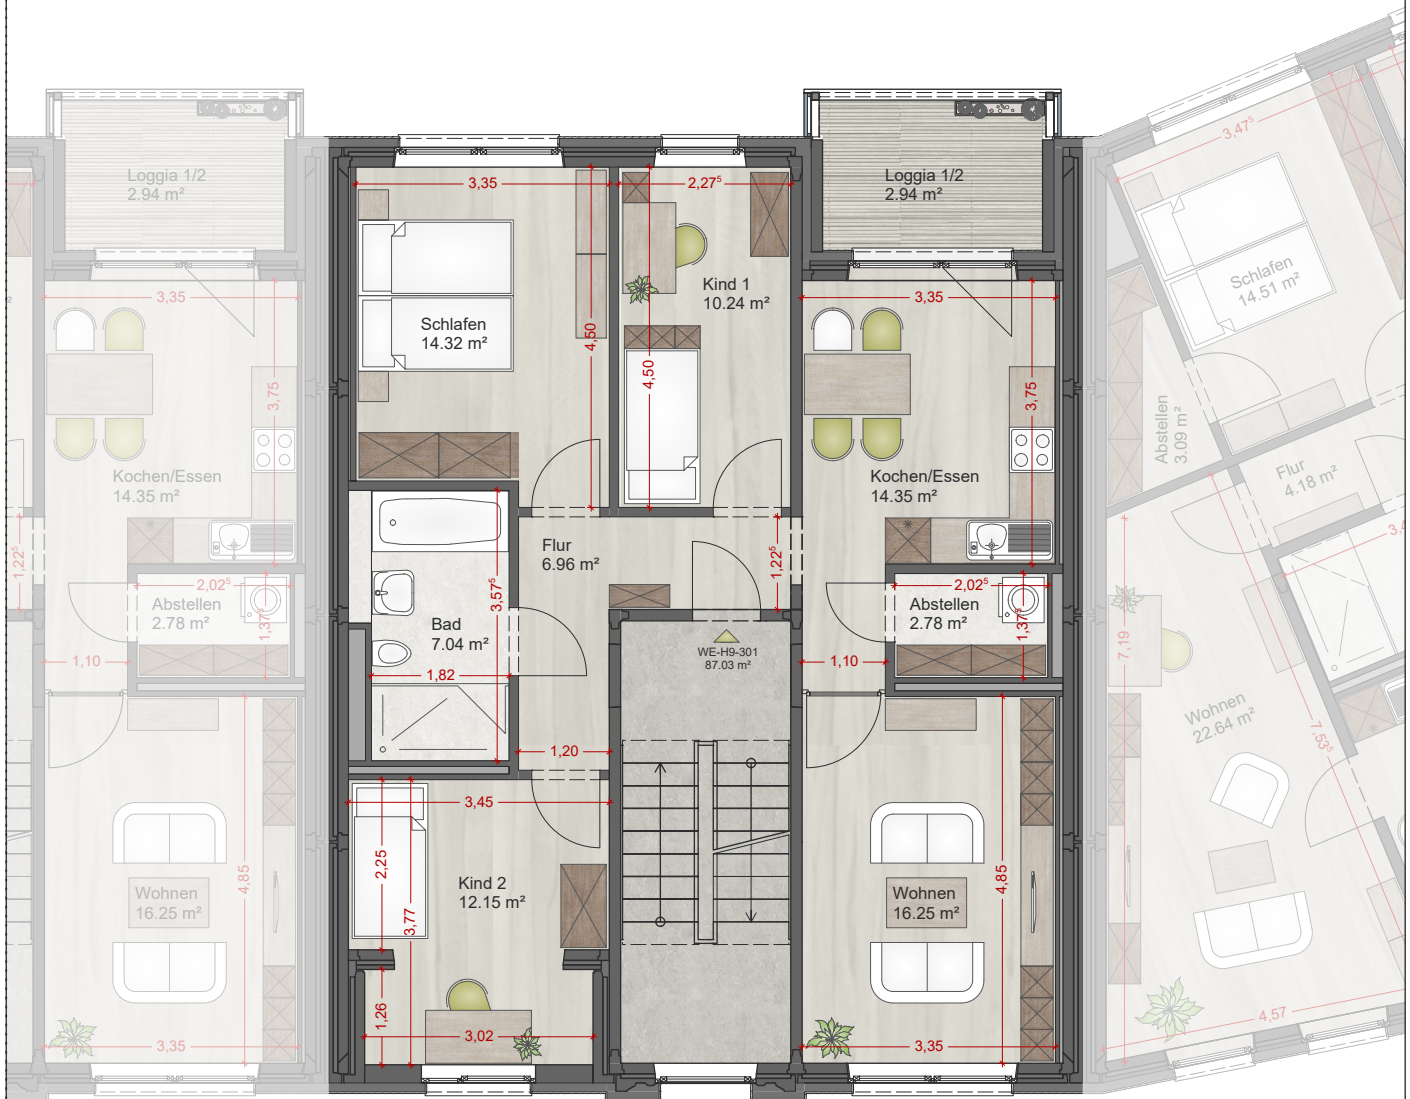 Loggia 1/2
2.94 m²
3,35
3,75
Kochen/Essen
14.35 m²
1,22⁵
2,02⁵
Abstellen
2.78 m²
1,37⁵
1,10
4,85
Wohnen
16.25 m²
3,35
3,35
4,50
Schlafen
14.32 m²
2,27⁵
4,50
Kind 1
10.24 m²
Loggia 1/2
2.94 m²
3,35
3,75
Kochen/Essen
14.35 m²
Flur
6.96 m²
1,22⁵
3,57⁵
Bad
7.04 m²
1,82
1,20
WE-H9-301
87.03 m²
2,02⁵
Abstellen
2.78 m²
1,37⁵
1,10
3,45
2,25
3,77
Kind 2
12.15 m²
1,26
3,02
4,85
Wohnen
16.25 m²
3,35
3,47⁵
Schlafen
14.51 m²
Abstellen
3.09 m²
Flur
4.18 m²
7,19
Wohnen
22.64 m²
7,53⁵
4,57